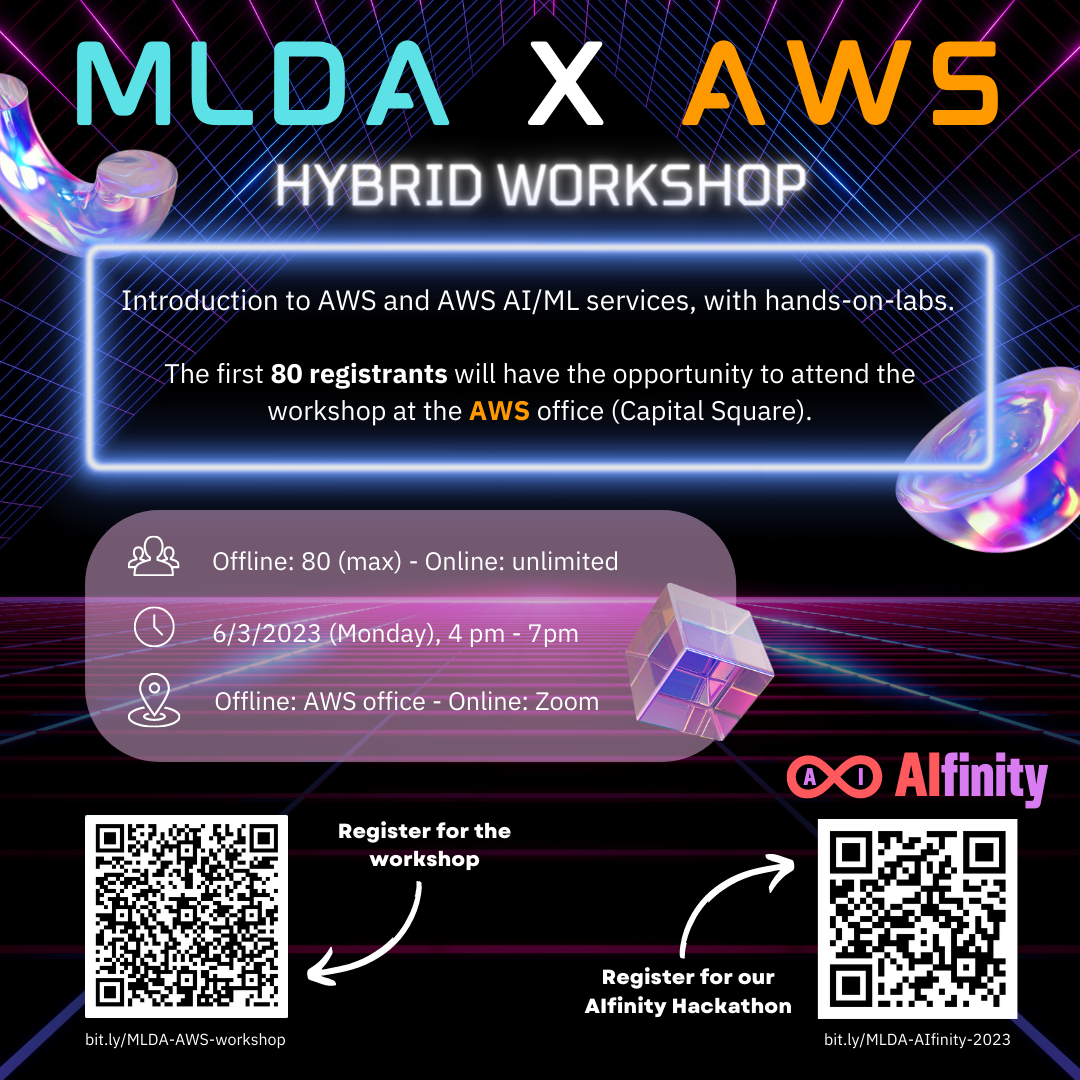 MLDA X AWS
HYBRID WORKSHOP
Introduction to AWS and AWS AI/ML services, with hands-on-labs.
The first 80 registrants will have the opportunity to attend the
workshop at the AWS office (Capital Square).
Offline: 80 (max) - Online: unlimited
6/3/2023 (Monday), 4 pm - 7pm
Offline: AWS office - Online: Zoom
AI AIfinity
Register for the
workshop
Register for our
AIfinity Hackathon
bit.ly/MLDA-AWS-workshop
bit.ly/MLDA-AIfinity-2023